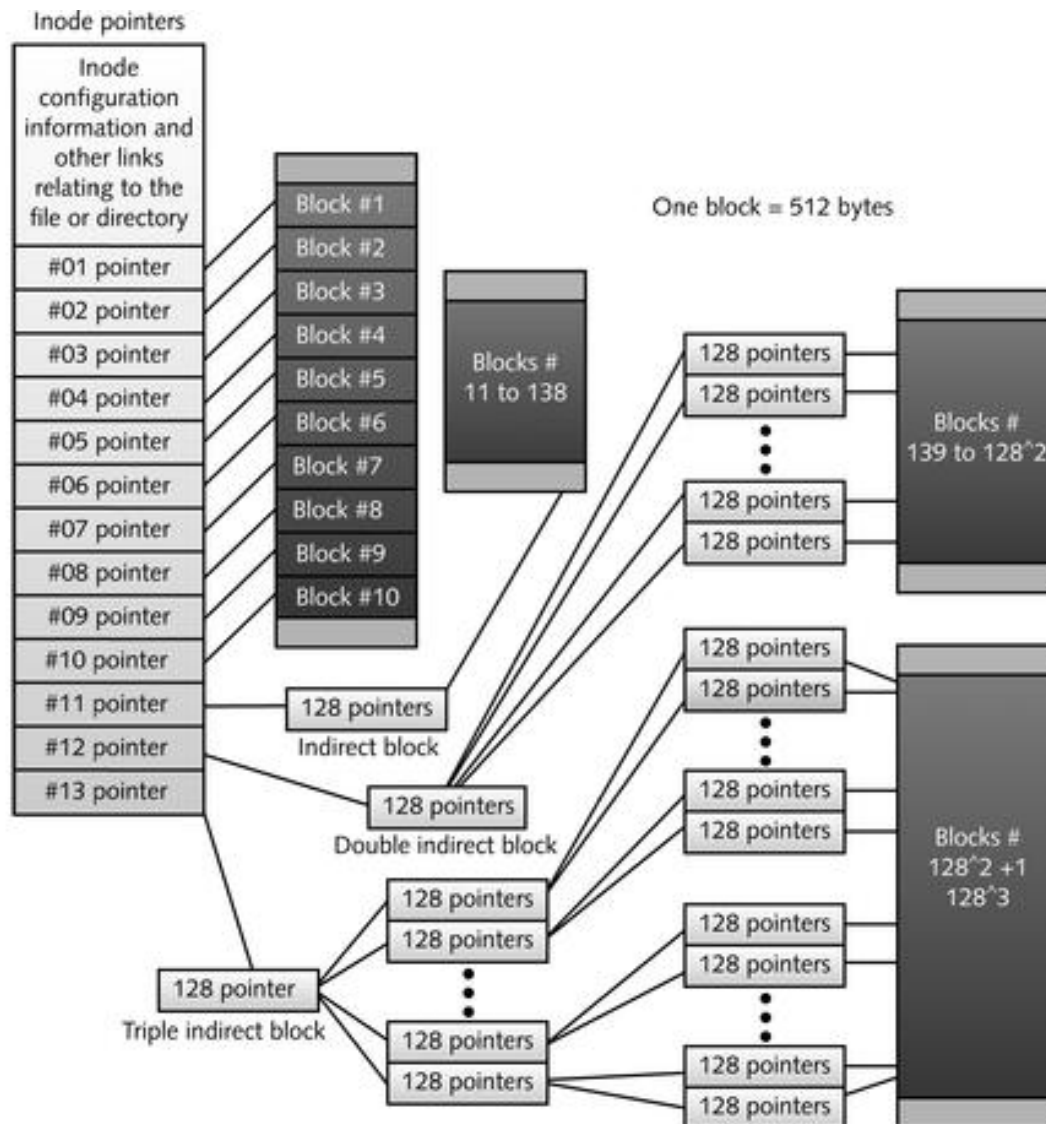 Inode pointers
Inode
configuration
information and
other links
relating to the
file or directory
#01 pointer
#02 pointer
#03 pointer
#04 pointer
#05 pointer
#06 pointer
#07 pointer
#08 pointer
#09 pointer
#10 pointer
#11 pointer
#12 pointer
#13 pointer
Block #1
Block #2
Block #3
Block #4
Block #5
Block #6
Block #7
Block #8
Block #9
Block #10
Blocks #
11 to 138
One block = 512 bytes
128 pointers
128 pointers
128 pointers
128 pointers
Blocks #
139 to 128^2
128 pointers
Indirect block
128 pointers
Double indirect block
128 pointer
Triple indirect block
128 pointers
128 pointers
128 pointers
128 pointers
128 pointers
128 pointers
128 pointers
128 pointers
128 pointers
128 pointers
128 pointers
128 pointers
Blocks #
128^2 +1
128^3